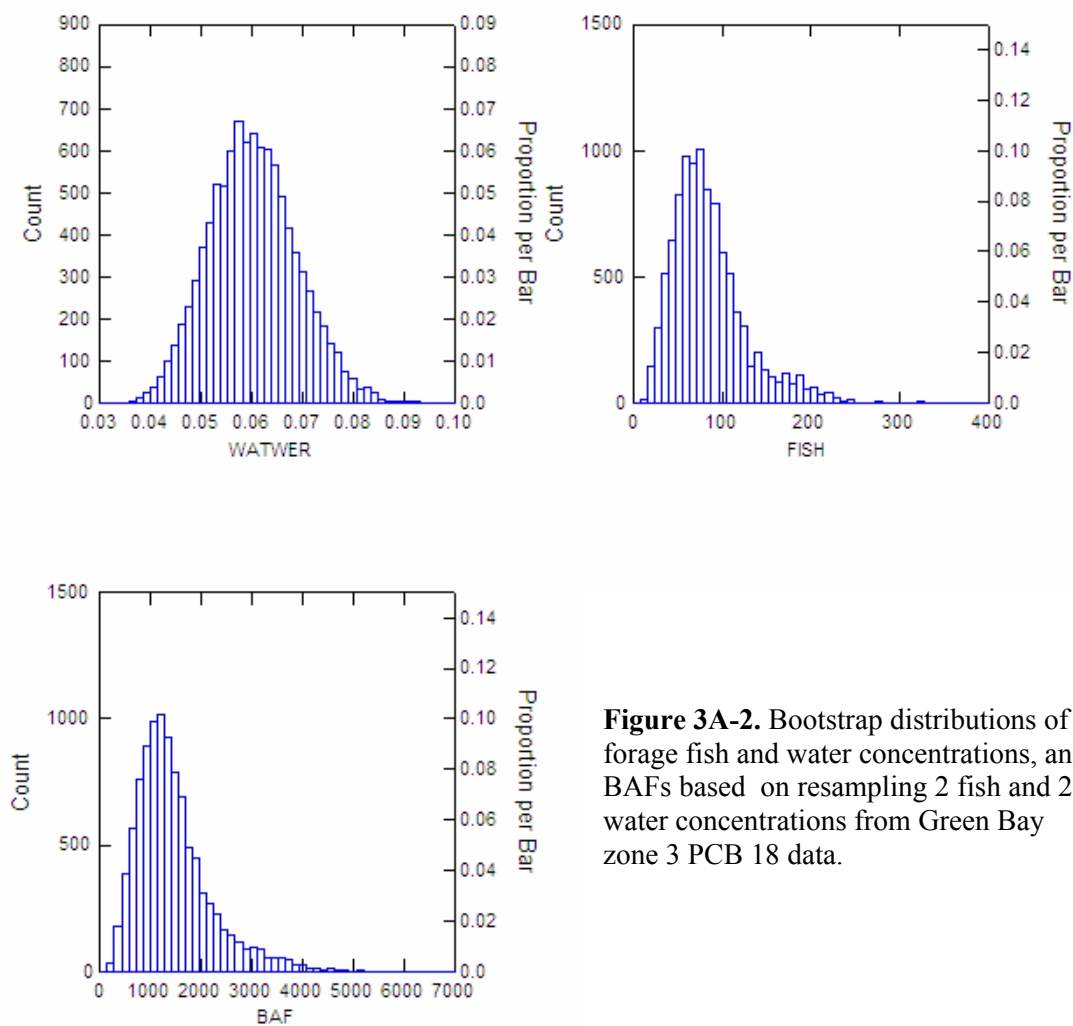 900
800
700
600
500
400
300
200
100
0
Count
0.09
0.08
0.07
0.06
0.05
0.04
0.03
0.02
0.01
0.0
Proportion per Bar
0.03 0.04 0.05 0.06 0.07 0.08 0.09 0.10
WATWER
1500
1000
500
0
Count
0.14
0.12
0.10
0.08
0.06
0.04
0.02
0.0
Proportion per Bar
0 100 200 300 400
FISH
1500
1000
500
0
Count
0.14
0.12
0.10
0.08
0.06
0.04
0.02
0.0
Proportion per Bar
0 1000 2000 3000 4000 5000 6000 7000
BAF
Figure 3A-2. Bootstrap distributions of
forage fish and water concentrations, an
BAFs based on resampling 2 fish and 2
water concentrations from Green Bay
zone 3 PCB 18 data.